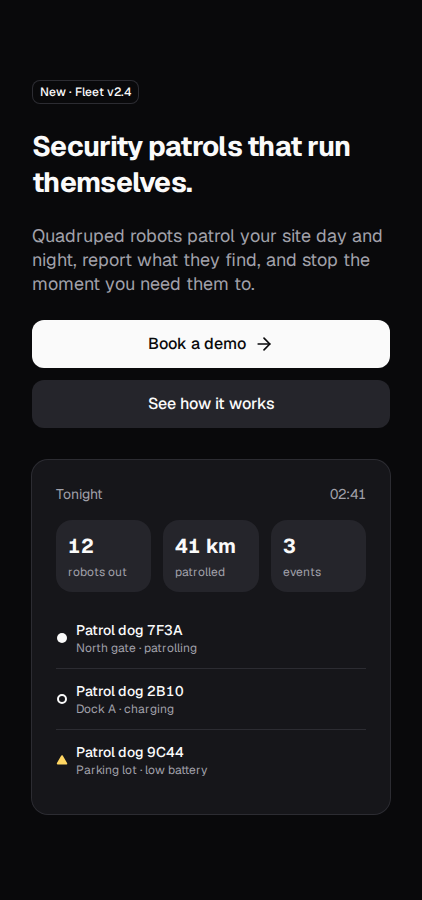 New · Fleet v2.4
Security patrols that run
themselves.
Quadruped robots patrol your site day and
night, report what they find, and stop the
moment you need them to.
Book a demo →
See how it works
Tonight 02:41
12 41 km 3
robots out patrolled events
Patrol dog 7F3A
North gate · patrolling
Patrol dog 2B10
Dock A · charging
Patrol dog 9C44
Parking lot · low battery